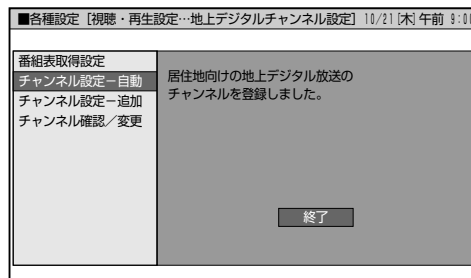 ■各種設定［視聴・再生設定…地上デジタルチャンネル設定］ 10/21[木]午前 9:00
番組表取得設定
チャンネル設定－自動
チャンネル設定－追加
チャンネル確認／変更
居住地向けの地上デジタル放送の
チャンネルを登録しました。
終了